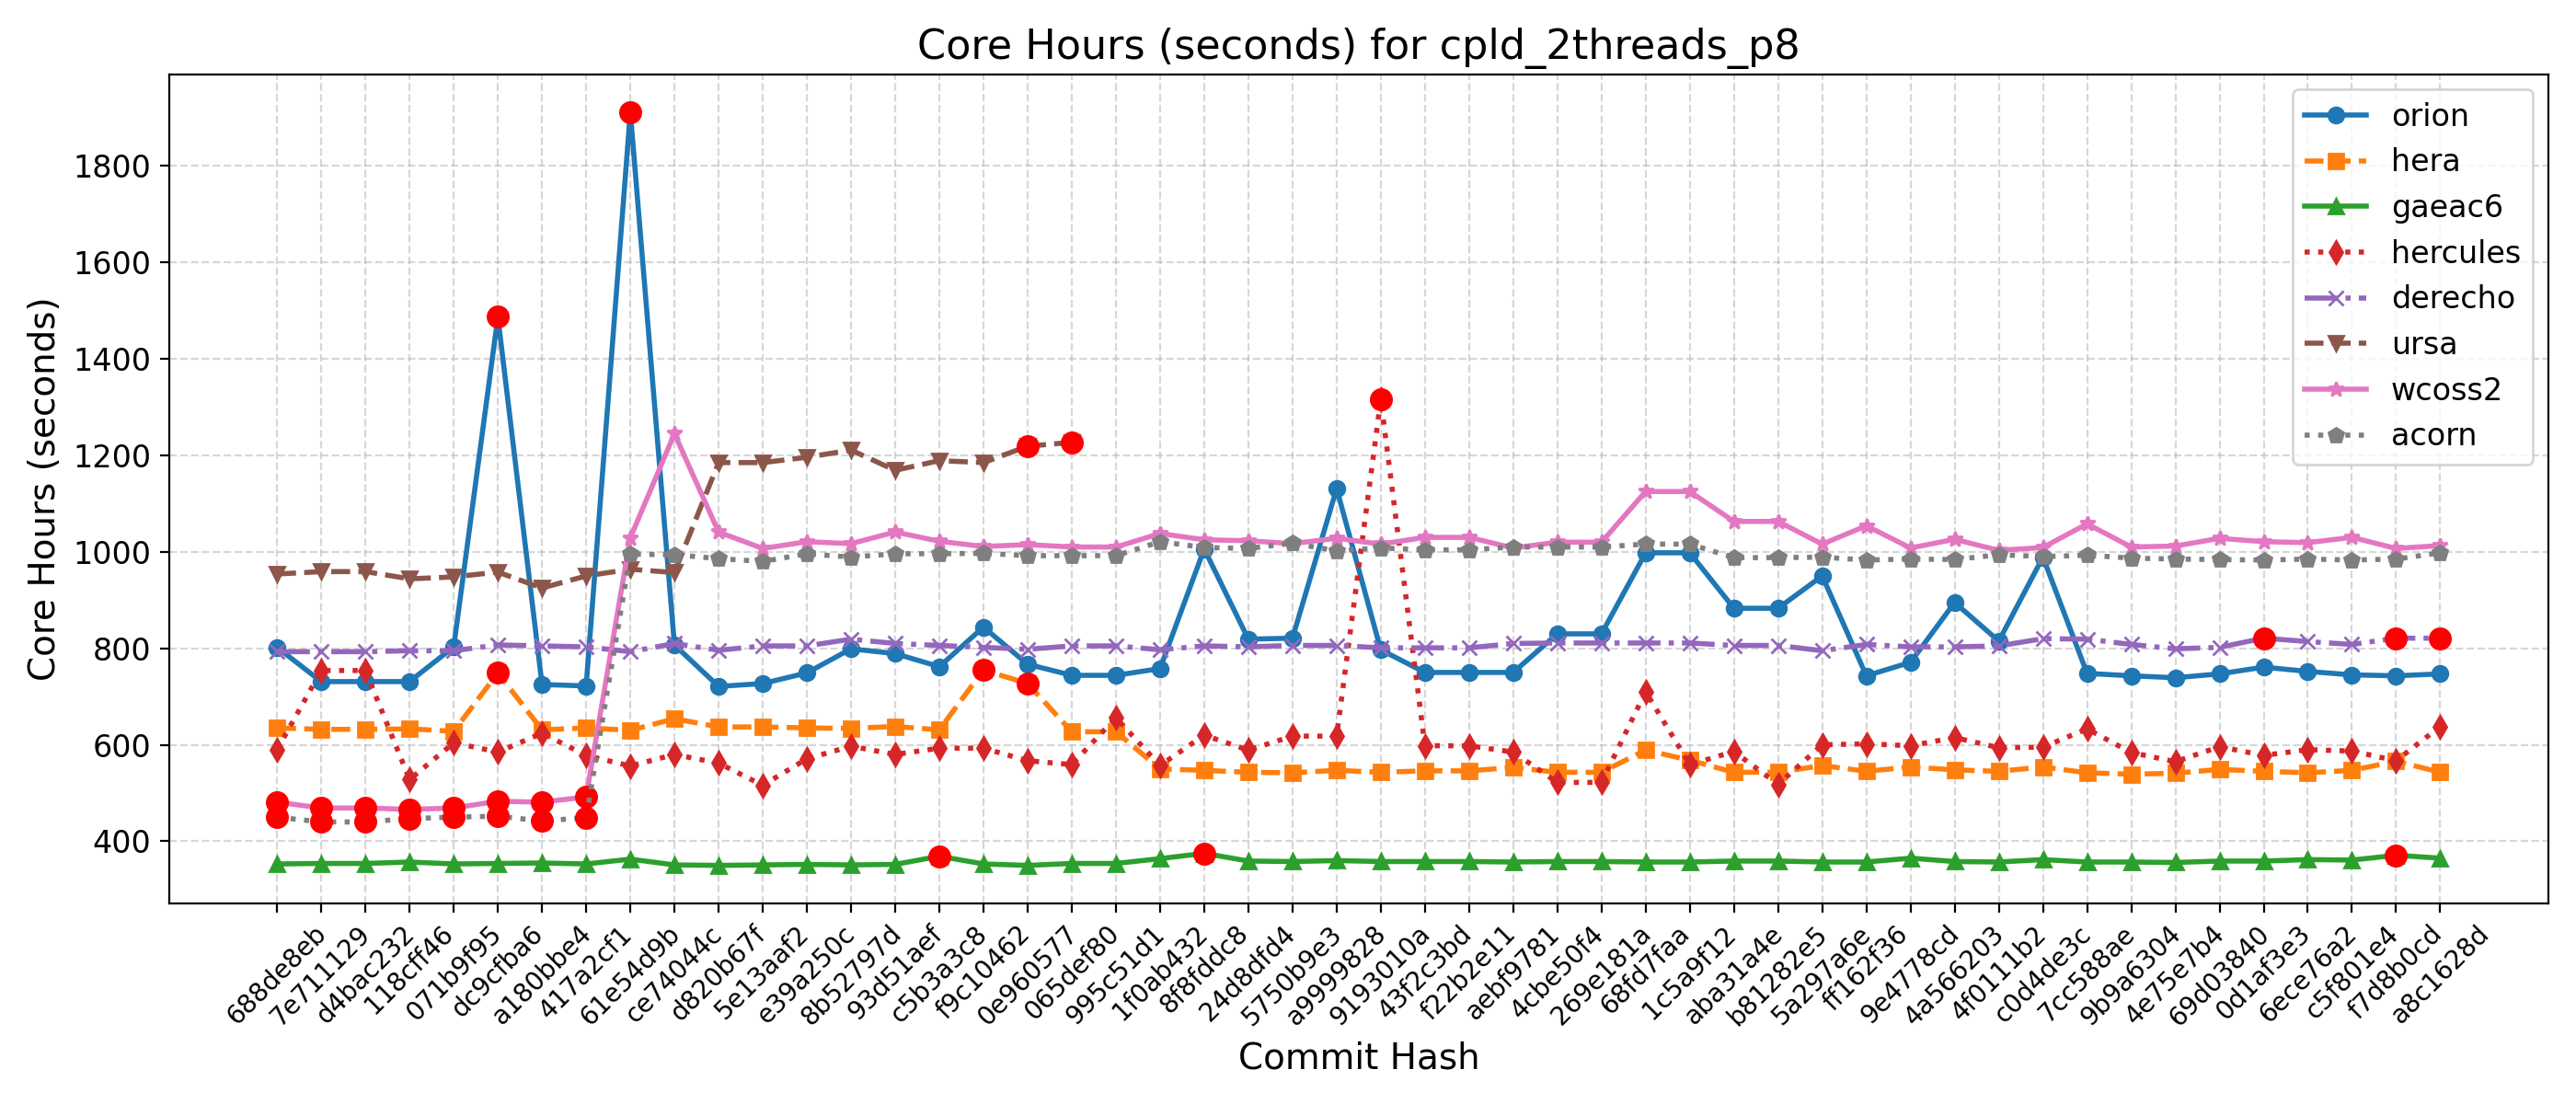 Core Hours (seconds) for cpld_2threads_p8
Core Hours (seconds)
1800
1600
1400
1200
1000
800
600
400
orion
hera
gaeac6
hercules
derecho
ursa
wcoss2
acorn
688de8eb
7e711129
d4bac232
118cff46
071b9f95
dc9cfba6
a180bbe4
417a2cf1
61e54d9b
ce74044c
d820b67f
5e13aaf2
e39a250c
8b52797d
93d51aef
c5b3a3c8
f9c10462
0e960577
065def80
995c51d1
1f0ab432
8f8fddc8
24d8dfd4
5750b9e3
a9999828
9193010a
43f2c3bd
f22b2e11
aebf9781
4cbe50f4
269e181a
68fd7faa
1c5a9f12
aba31a4e
b81282e5
5a297a6e
ff162f36
9e4778cd
4a566203
4f0111b2
c0d4de3c
7cc588ae
9b9a6304
4e75e7b4
69d03840
0d1af3e3
6ece76a2
c5f801e4
f7d8b0cd
a8c1628d
Commit Hash